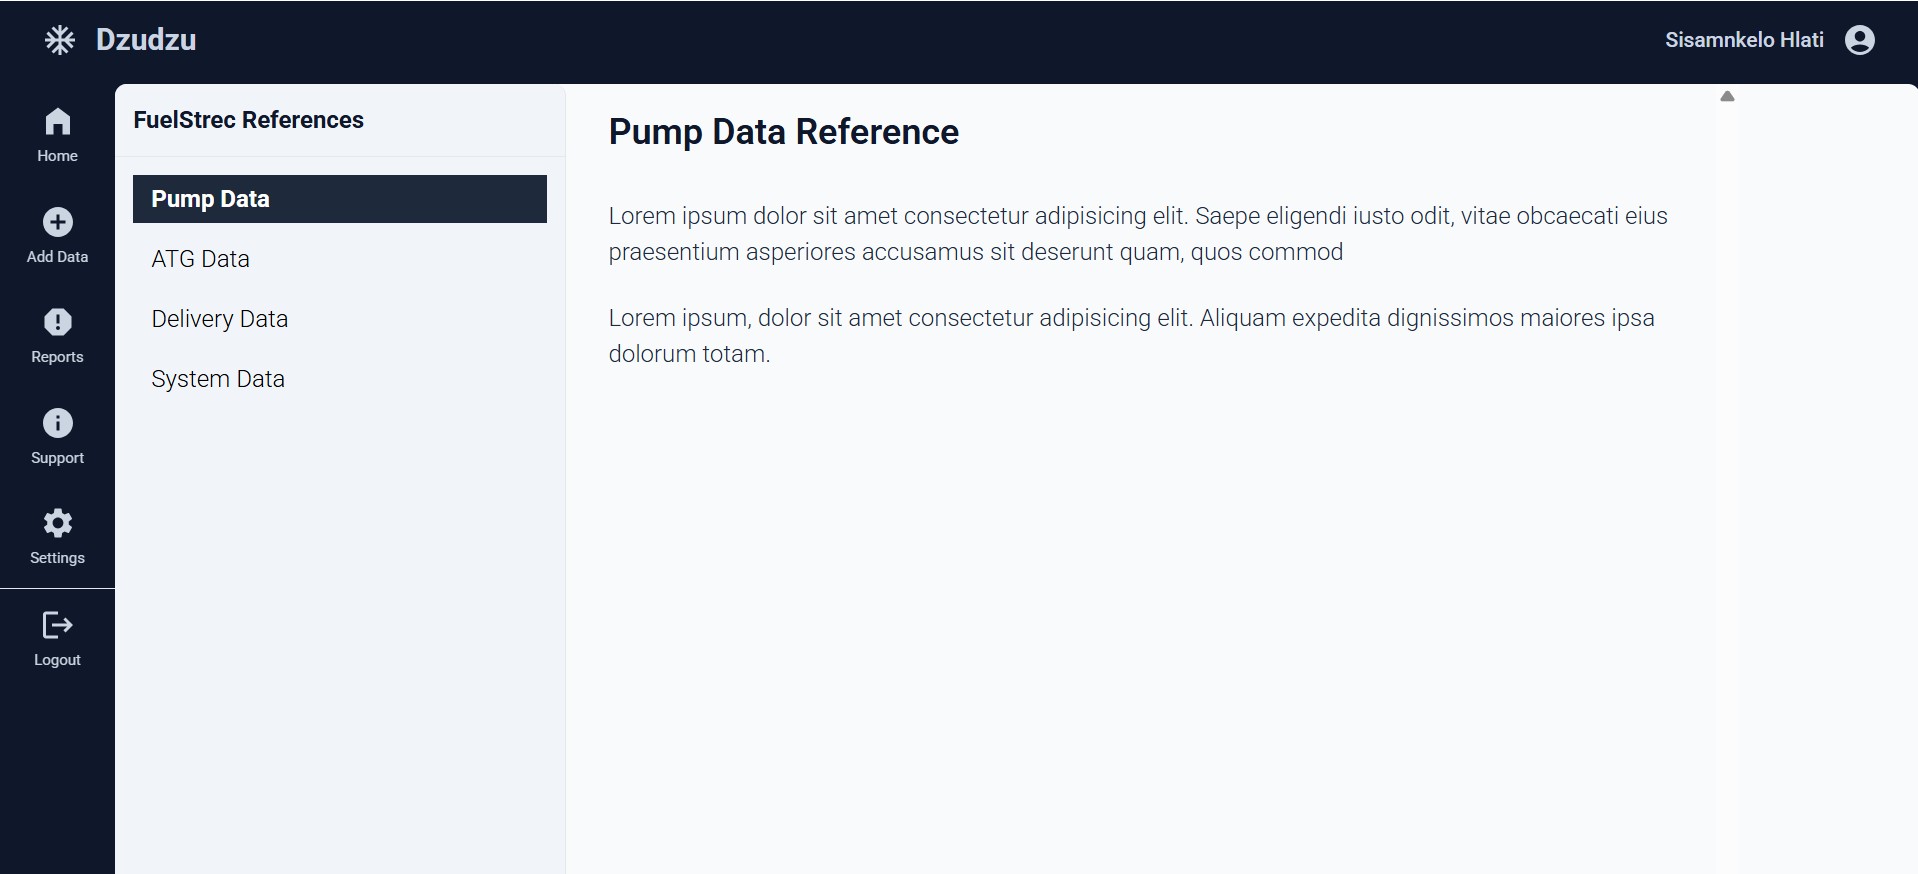 Dzudzu
Sisamnkelo Hlati
Home
Add Data
Reports
Support
Settings
Logout
FuelStrec References
Pump Data
ATG Data
Delivery Data
System Data
Pump Data Reference
Lorem ipsum dolor sit amet consectetur adipisicing elit. Saepe eligendi iusto odit, vitae obcaecati eius
praesentium asperiores accusamus sit deserunt quam, quos commod
Lorem ipsum, dolor sit amet consectetur adipisicing elit. Aliquam expedita dignissimos maiores ipsa
dolorum totam.